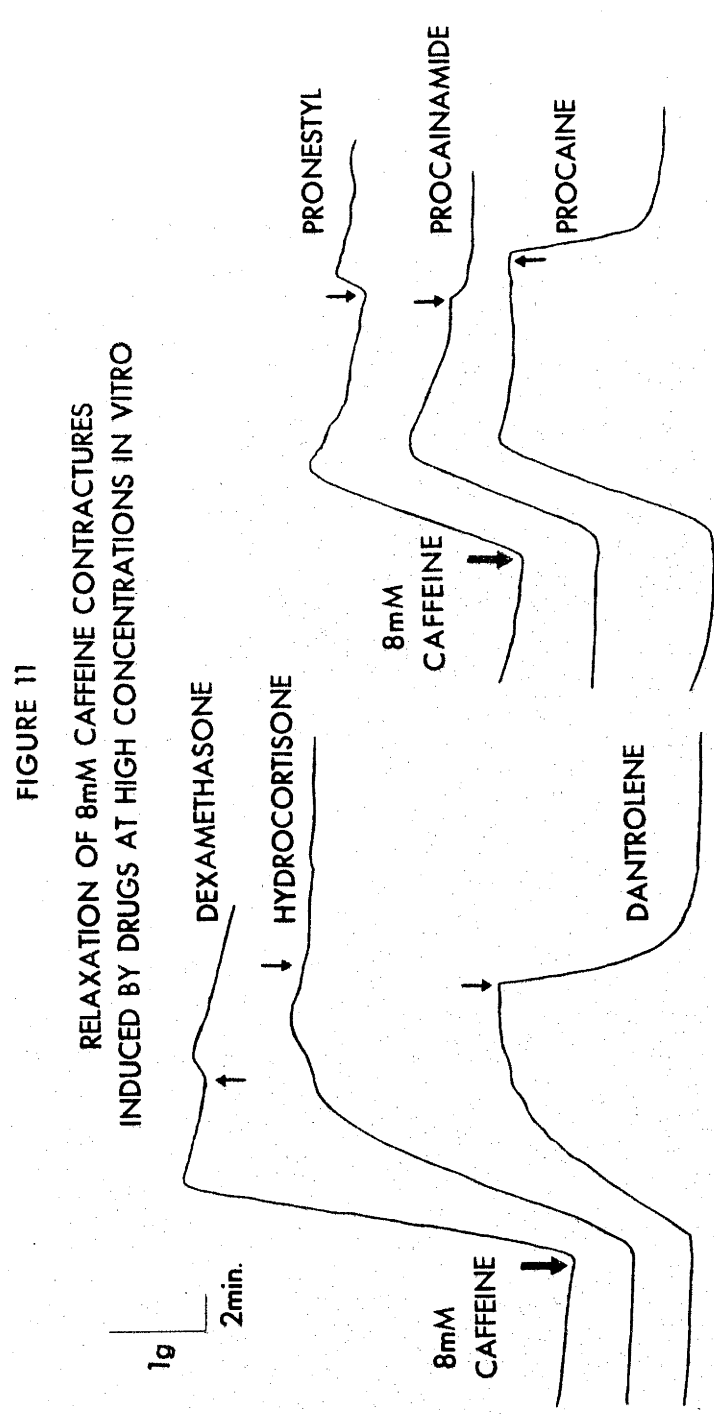 FIGURE 11
RELAXATION OF 8mM CAFFEINE CONTRACTURES
INDUCED BY DRUGS AT HIGH CONCENTRATIONS IN VITRO
1g
2min.
DEXAMETHASONE
HYDROCORTISONE
8mM
CAFFEINE
DANTROLENE
PRONESTYL
8mM
CAFFEINE
PROCAINAMIDE
PROCAINE